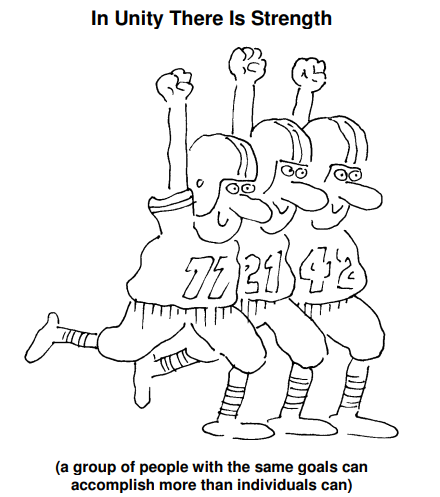 In Unity There Is Strength
77 21 42
(a group of people with the same goals can
accomplish more than individuals can)